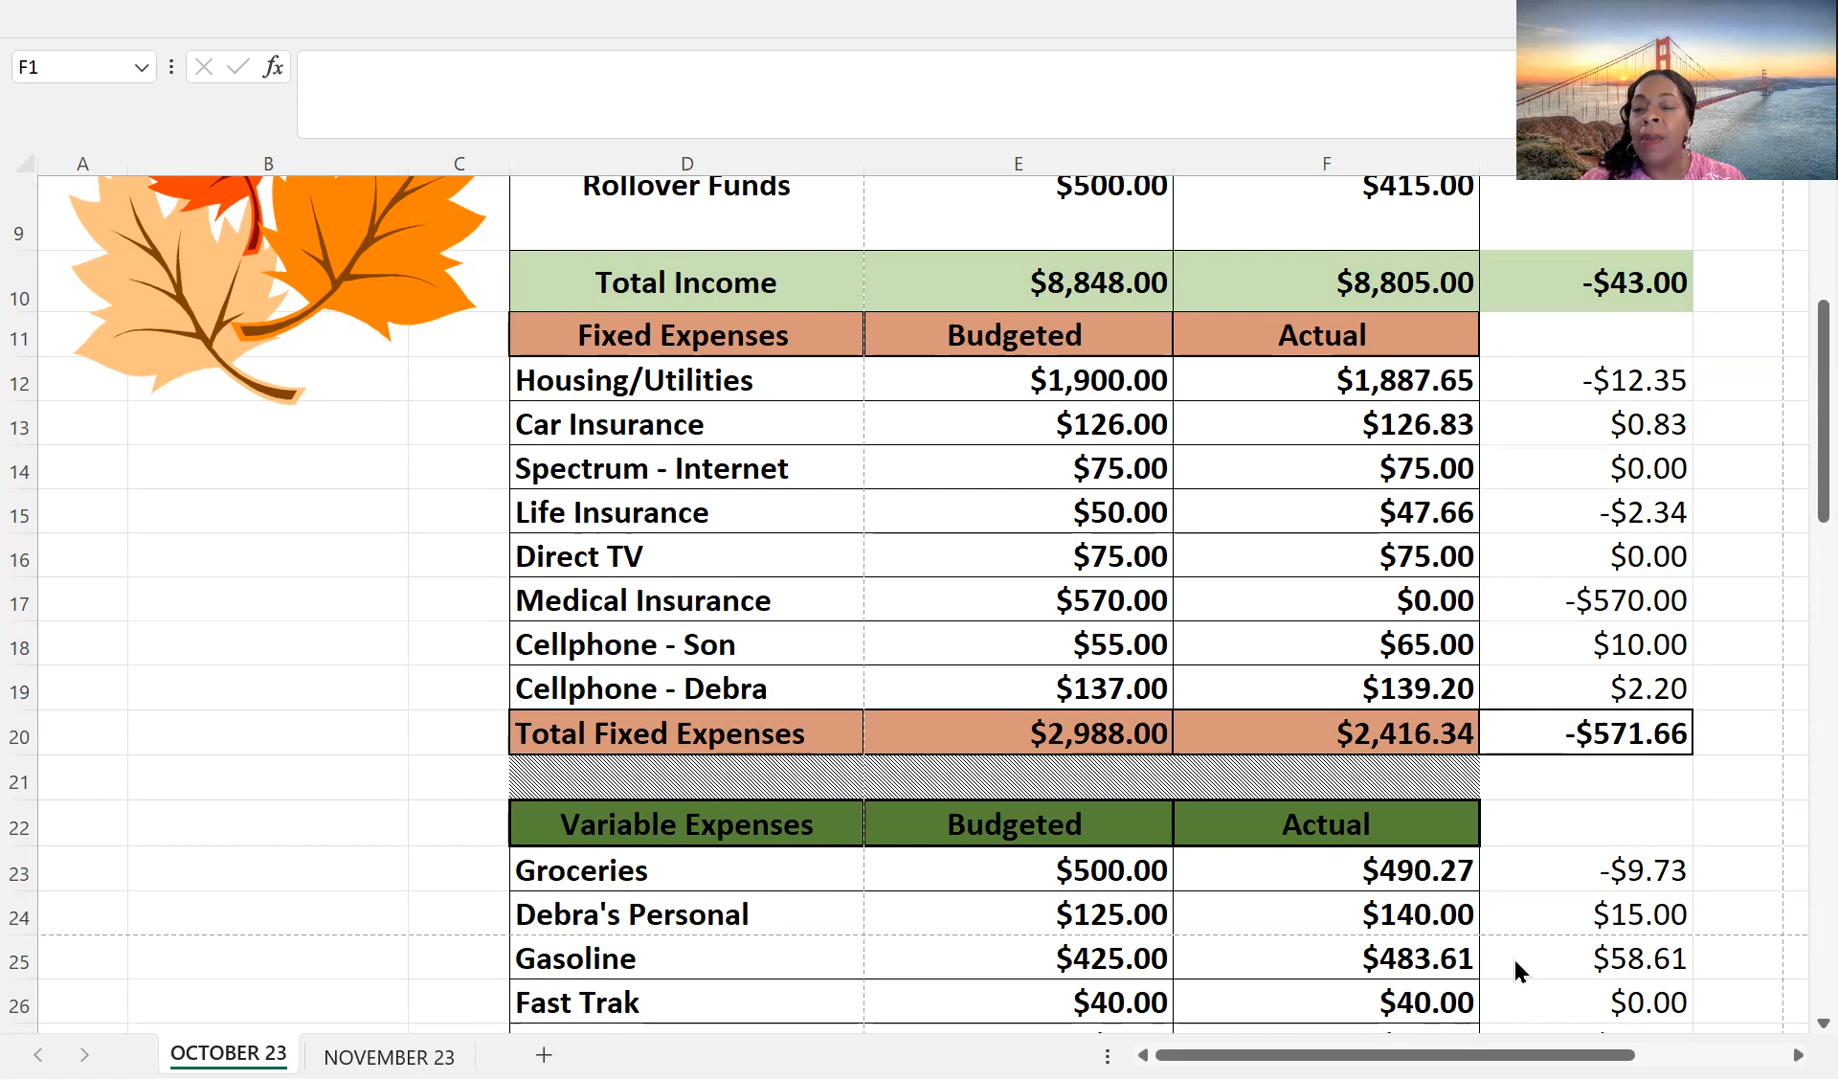 F1
fx
A B C D E F
Rollover Funds $500.00 $415.00
9
10 Total Income $8,848.00 $8,805.00 -$43.00
11 Fixed Expenses Budgeted Actual
12 Housing/Utilities $1,900.00 $1,887.65 -$12.35
13 Car Insurance $126.00 $126.83 $0.83
14 Spectrum - Internet $75.00 $75.00 $0.00
15 Life Insurance $50.00 $47.66 -$2.34
16 Direct TV $75.00 $75.00 $0.00
17 Medical Insurance $570.00 $0.00 -$570.00
18 Cellphone - Son $55.00 $65.00 $10.00
19 Cellphone - Debra $137.00 $139.20 $2.20
20 Total Fixed Expenses $2,988.00 $2,416.34 -$571.66
21
22 Variable Expenses Budgeted Actual
23 Groceries $500.00 $490.27 -$9.73
24 Debra's Personal $125.00 $140.00 $15.00
25 Gasoline $425.00 $483.61 $58.61
26 Fast Trak $40.00 $40.00 $0.00
OCTOBER 23 NOVEMBER 23